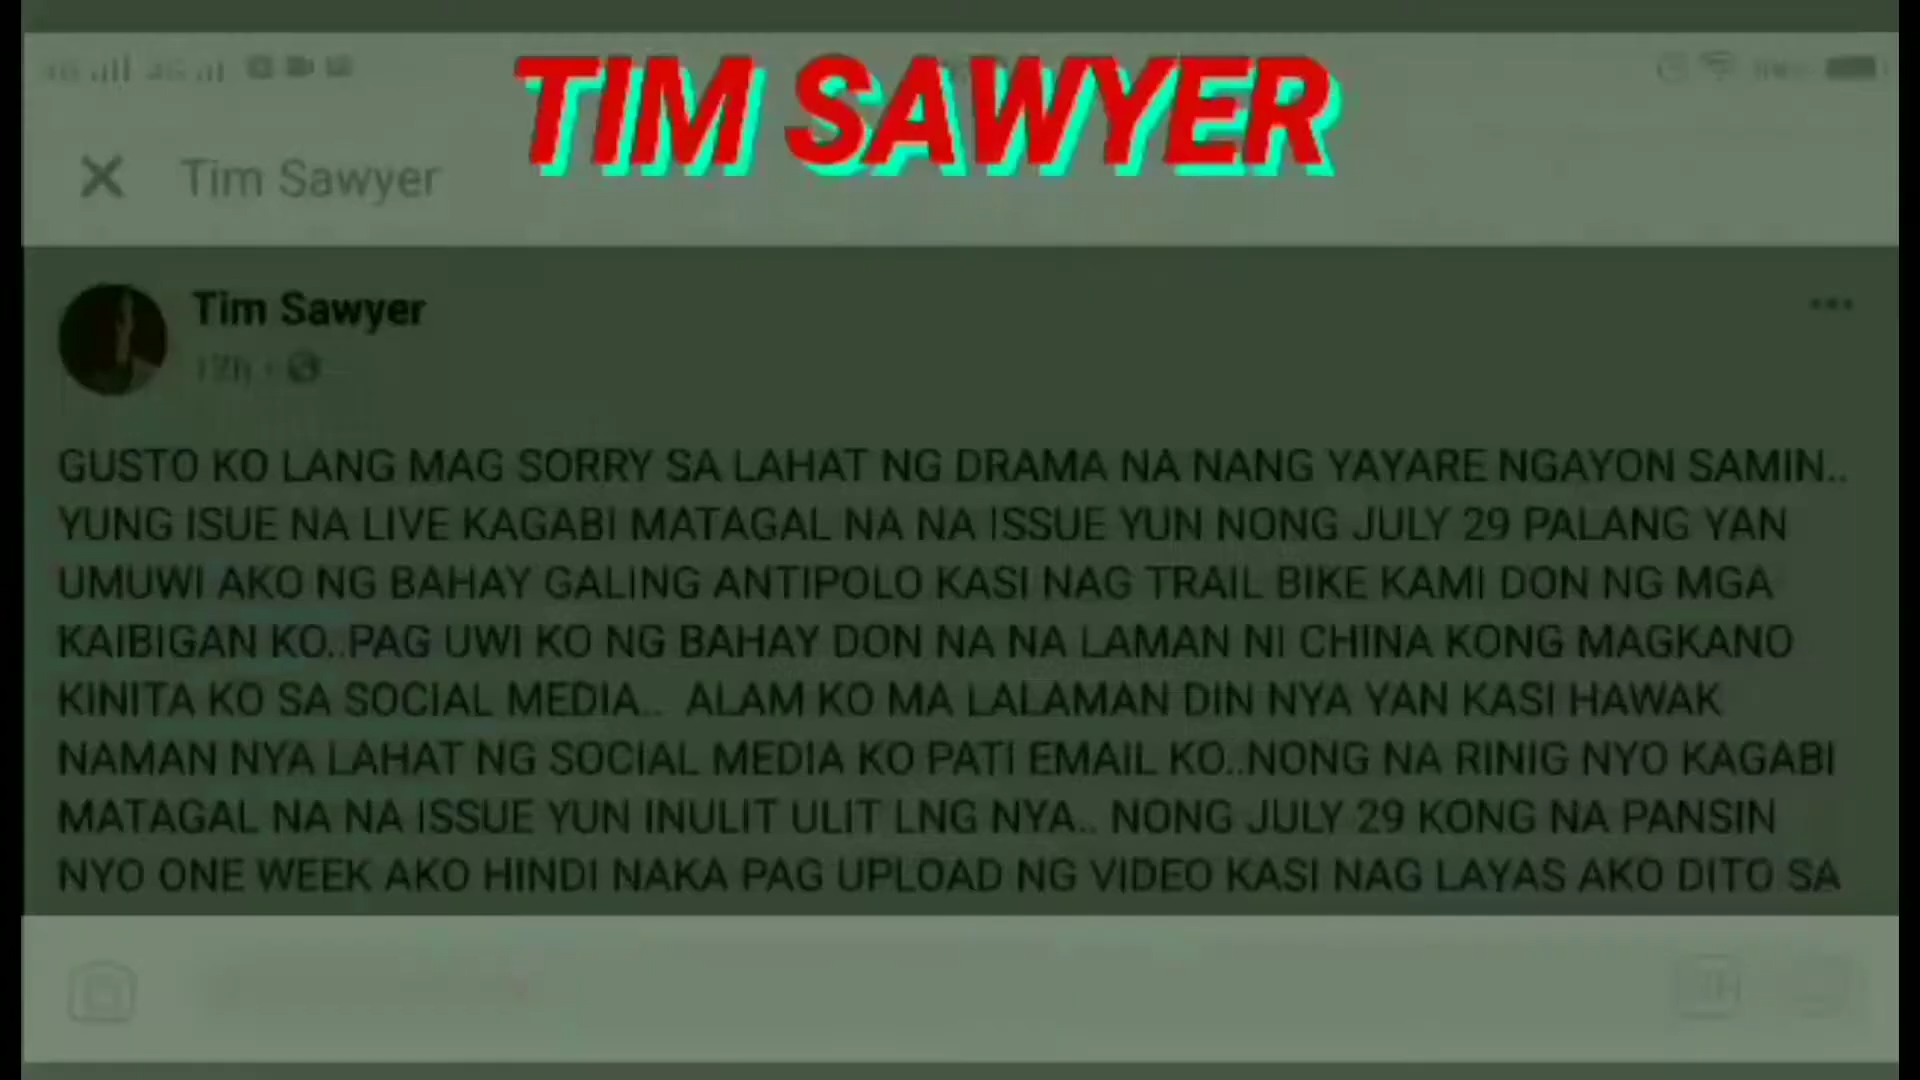 TIM SAWYER
Tim Sawyer
Tim Sawyer
GUSTO KO LANG MAG SORRY SA LAHAT NG DRAMA NA NANG YAYARE NGAYON SAMIN..
YUNG ISUE NA LIVE KAGABI MATAGAL NA NA ISSUE YUN NONG JULY 29 PALANG YAN
UMUWI AKO NG BAHAY GALING ANTIPOLO KASI NAG TRAIL BIKE KAMI DON NG MGA
KAIBIGAN KO..PAG UWI KO NG BAHAY DON NA NA LAMAN NI CHINA KONG MAGKANO
KINITA KO SA SOCIAL MEDIA.. ALAM KO MA LALAMAN DIN NYA YAN KASI HAWAK
NAMAN NYA LAHAT NG SOCIAL MEDIA KO PATI EMAIL KO..NONG NA RINIG NYO KAGABI
MATAGAL NA NA ISSUE YUN INULIT ULIT LNG NYA.. NONG JULY 29 KONG NA PANSIN
NYO ONE WEEK AKO HINDI NAKA PAG UPLOAD NG VIDEO KASI NAG LAYAS AKO DITO SA